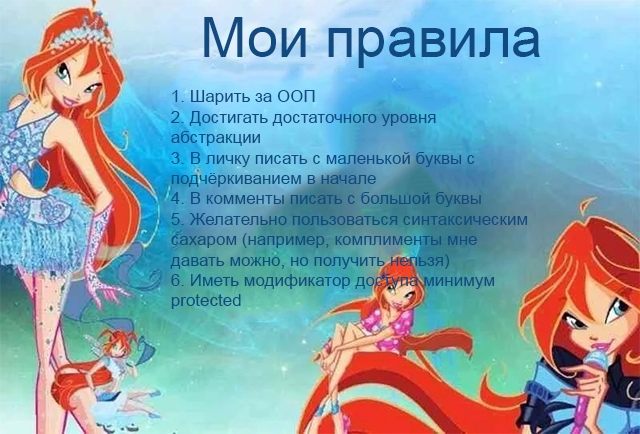 Мои правила
1. Шарить за ООП
2. Достигать достаточного уровня
абстракции
3. В личку писать с маленькой буквы с
подчёркиванием в начале
4. В комменты писать с большой буквы
5. Желательно пользоваться синтаксическим
сахаром (например, комплименты мне
давать можно, но получить нельзя)
6. Иметь модификатор доступа минимум
protected